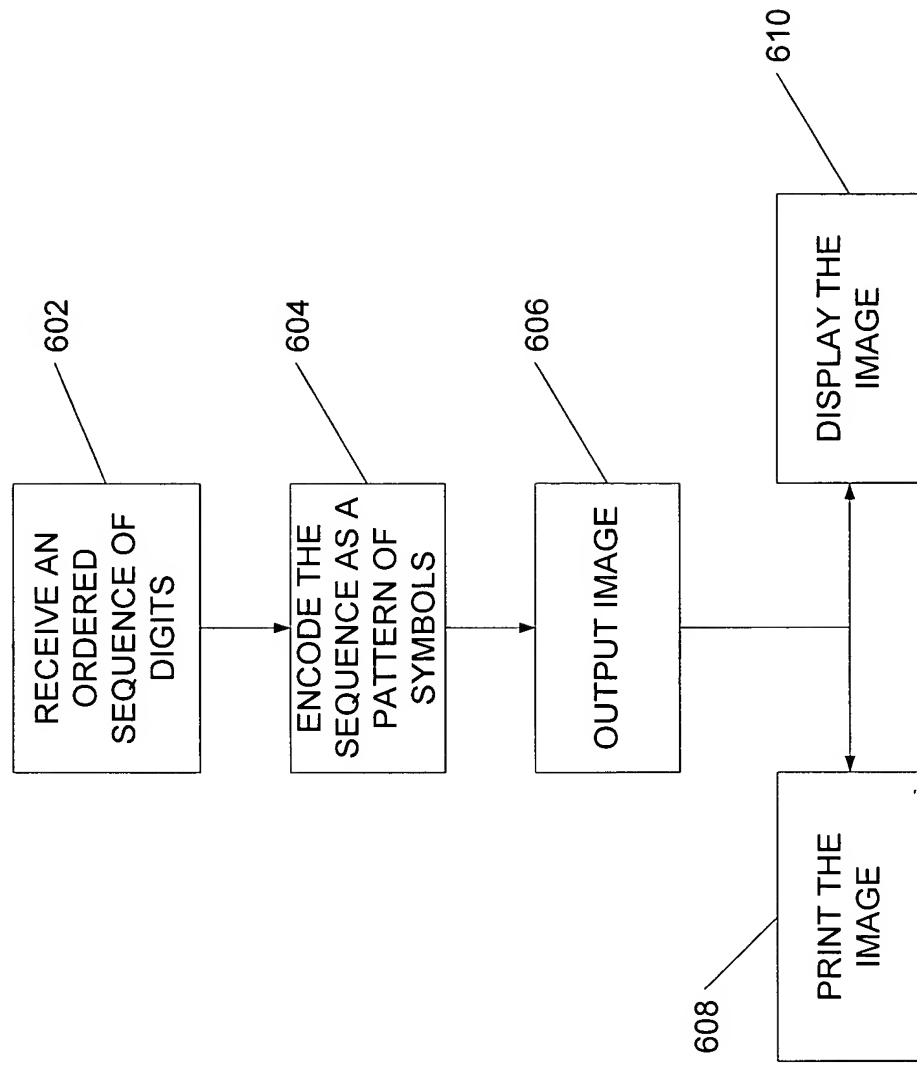 602
RECEIVE AN
ORDERED
SEQUENCE OF
DIGITS
604
ENCODE THE
SEQUENCE AS A
PATTERN OF
SYMBOLS
606
OUTPUT IMAGE
608
PRINT THE
IMAGE
610
DISPLAY THE
IMAGE